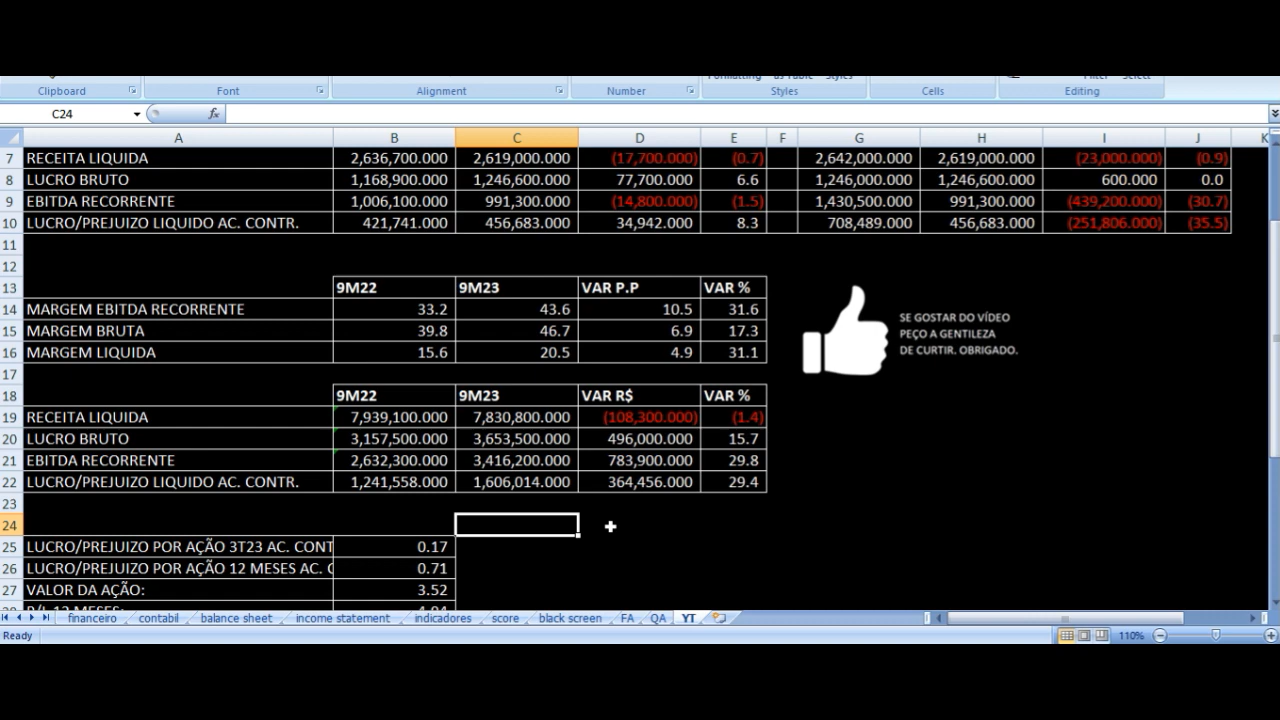 Clipboard Font Alignment Number Styles Cells Editing
C24
A B C D E F G H I J K
7 RECEITA LIQUIDA 2,636,700.000 2,619,000.000 (17,700.000) (0.7) 2,642,000.000 2,619,000.000 (23,000.000) (0.9)
8 LUCRO BRUTO 1,168,900.000 1,246,600.000 77,700.000 6.6 1,246,000.000 1,246,600.000 600.000 0.0
9 EBITDA RECORRENTE 1,006,100.000 991,300.000 (14,800.000) (1.5) 1,430,500.000 991,300.000 (439,200.000) (30.7)
10 LUCRO/PREJUIZO LIQUIDO AC. CONTR. 421,741.000 456,683.000 34,942.000 8.3 708,489.000 456,683.000 (251,806.000) (35.5)
11
12
13 9M22 9M23 VAR P.P VAR %
14 MARGEM EBITDA RECORRENTE 33.2 43.6 10.5 31.6
15 MARGEM BRUTA 39.8 46.7 6.9 17.3
16 MARGEM LIQUIDA 15.6 20.5 4.9 31.1
SE GOSTAR DO VÍDEO
PEÇO A GENTILEZA
DE CURTIR. OBRIGADO.
17
18 9M22 9M23 VAR R$ VAR %
19 RECEITA LIQUIDA 7,939,100.000 7,830,800.000 (108,300.000) (1.4)
20 LUCRO BRUTO 3,157,500.000 3,653,500.000 496,000.000 15.7
21 EBITDA RECORRENTE 2,632,300.000 3,416,200.000 783,900.000 29.8
22 LUCRO/PREJUIZO LIQUIDO AC. CONTR. 1,241,558.000 1,606,014.000 364,456.000 29.4
23
24
25 LUCRO/PREJUIZO POR AÇÃO 3T23 AC. CONT 0.17
26 LUCRO/PREJUIZO POR AÇÃO 12 MESES AC. 0.71
27 VALOR DA AÇÃO: 3.52
financeiro contabil balance sheet income statement indicadores score black screen FA QA YT
Ready 110%